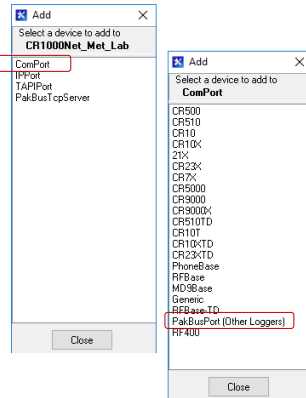 Add
Select a device to add to
CR1000Net_Met_Lab
ComPort
IPPort
TAPIPort
PakBusTcpServer
Close
Add
Select a device to add to
ComPort
CR500
CR510
CR10
CR10X
21X
CR23X
CR7X
CR5000
CR9000
CR9000X
CR510TD
CR10T
CR10XTD
CR23XTD
PhoneBase
RFBase
MD9Base
Generic
RFBase-TD
PakBusPort (Other Loggers)
RF400
Close